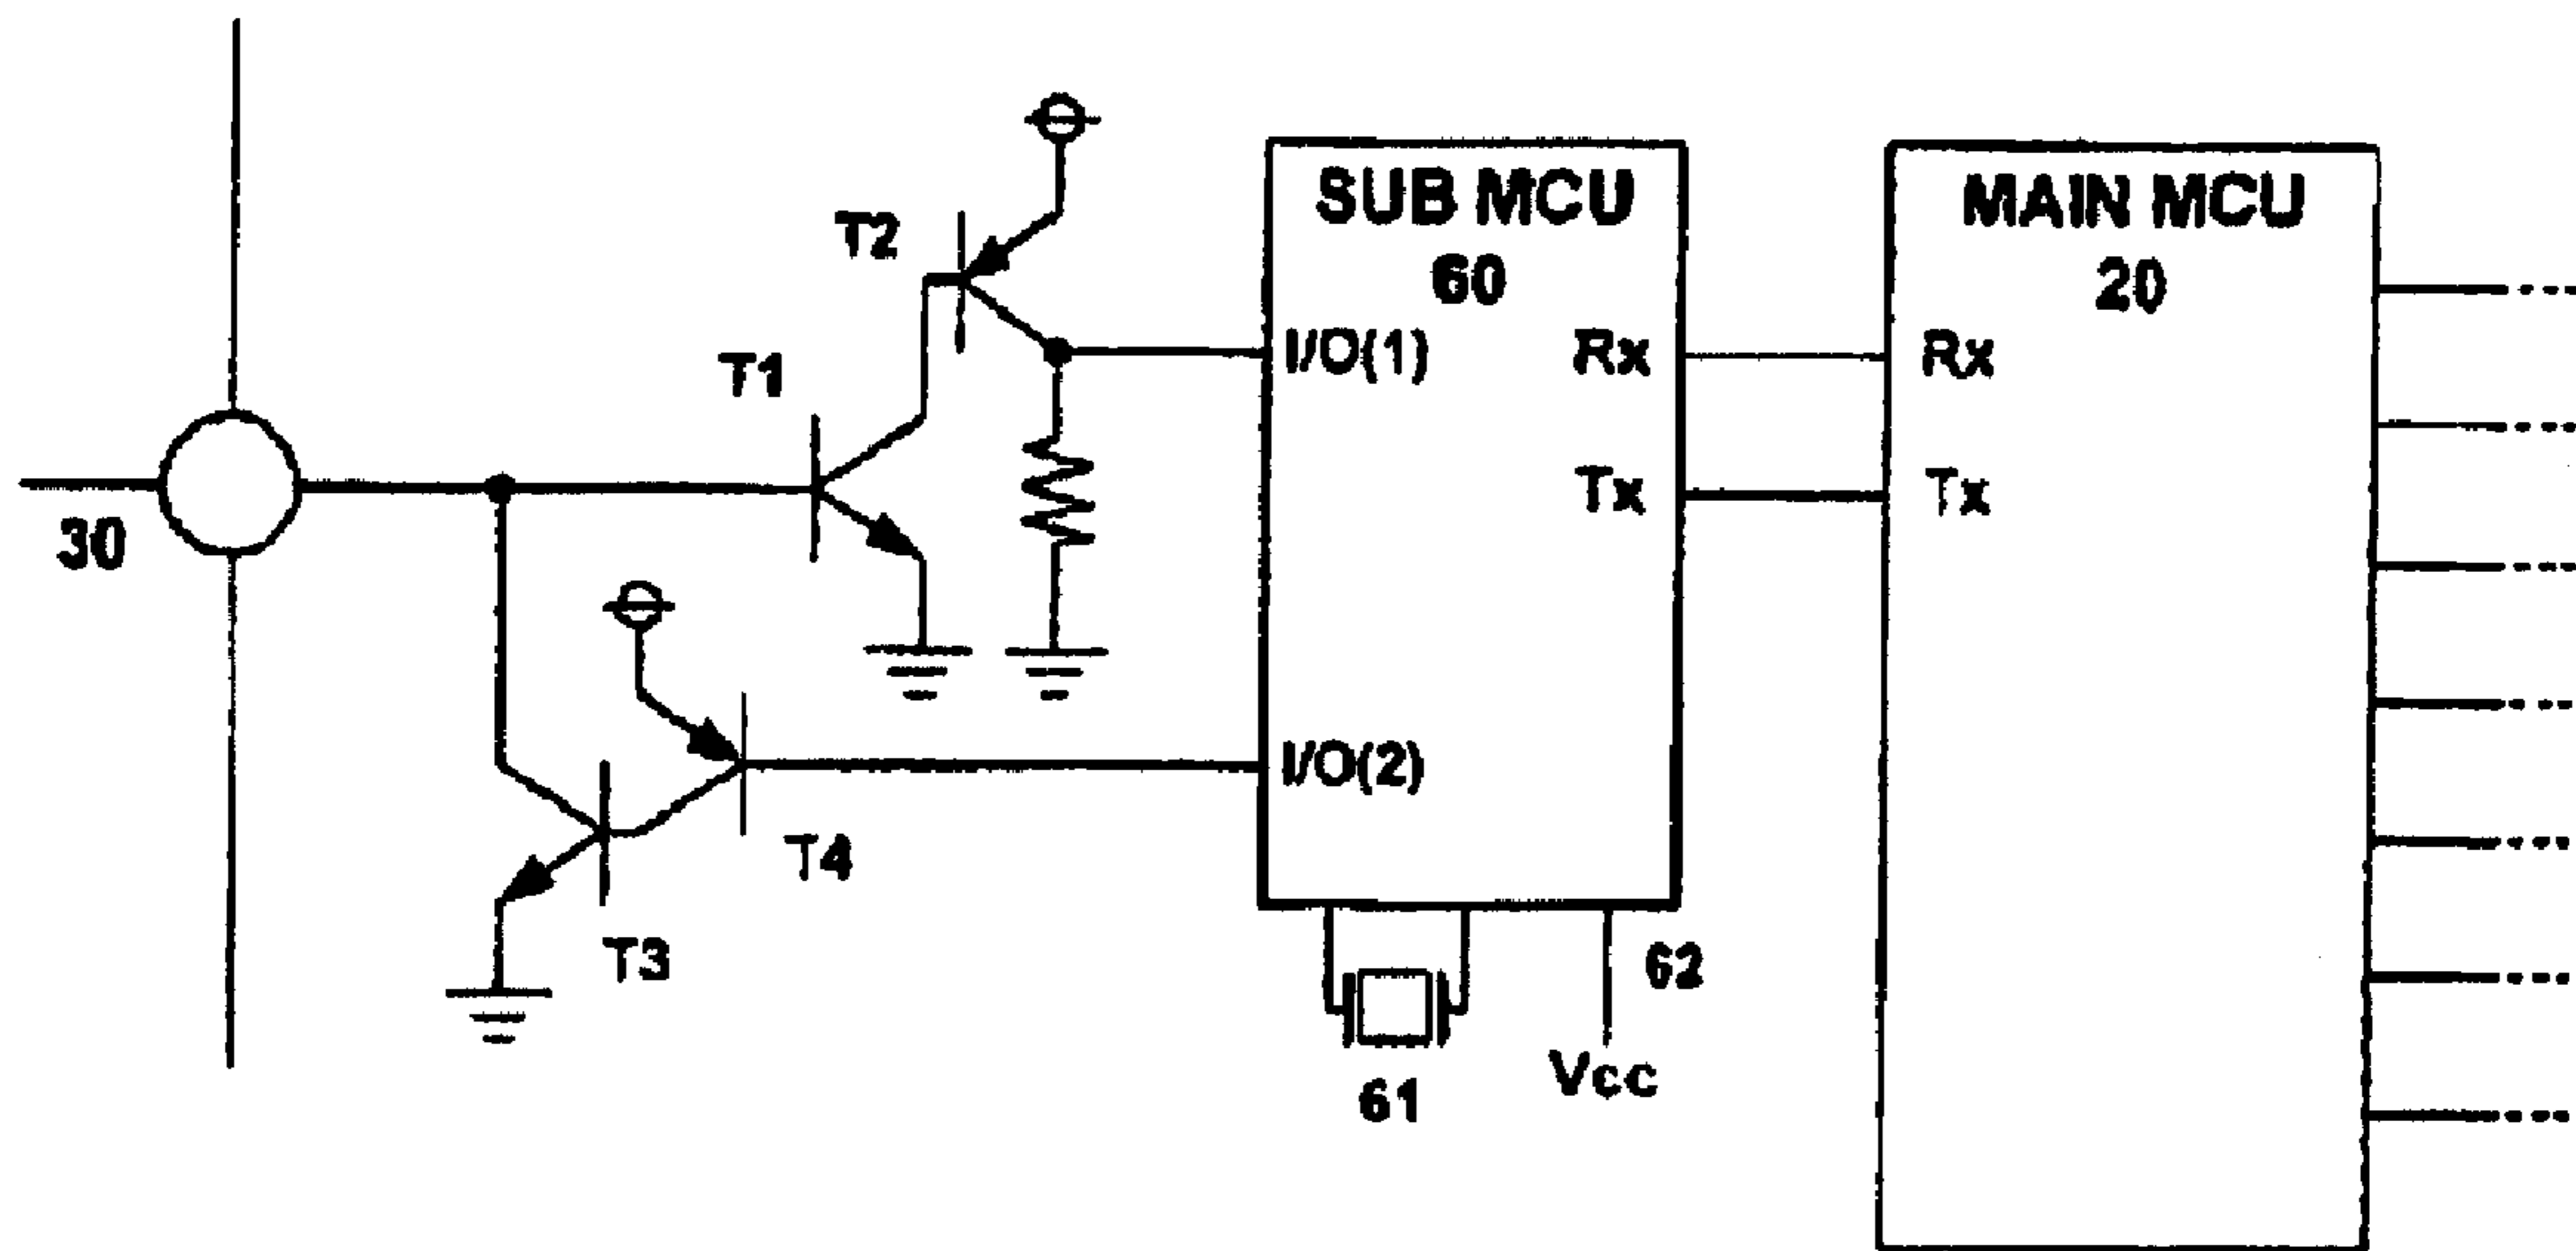 SUB MCU
60
MAIN MCU
20
T2
T1
I/O(1)
Rx
Rx
Tx
Tx
30
I/O(2)
T4
T3
62
61
Vcc